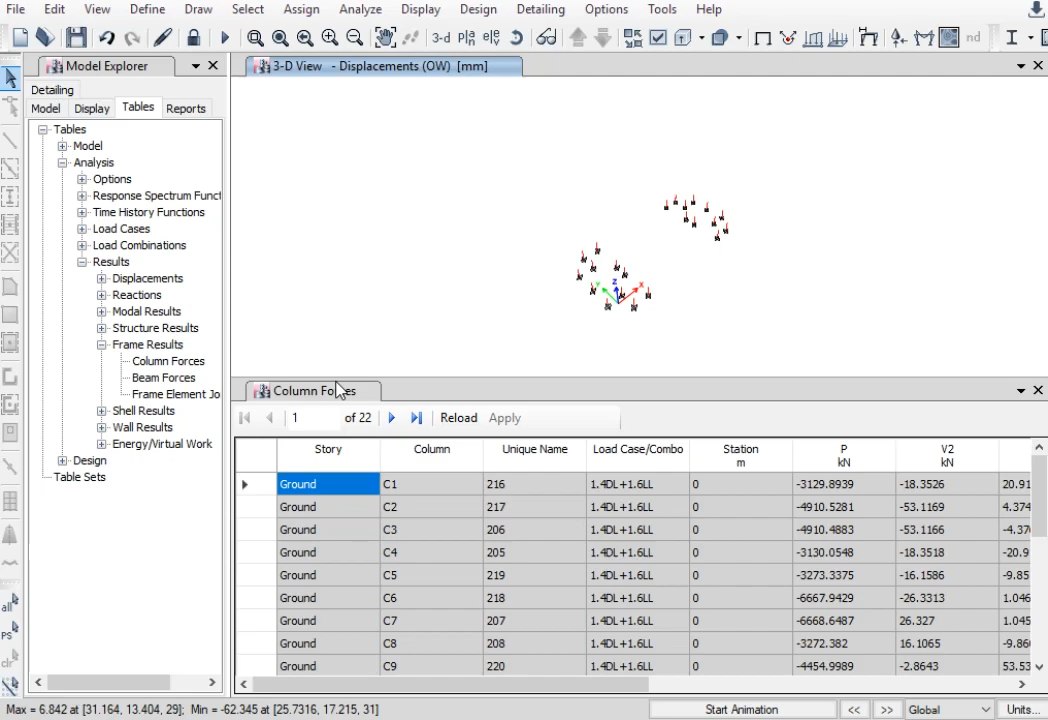 File Edit View Define Draw Select Assign Analyze Display Design Detailing Options Tools Help
3-d nd
Model Explorer
Detailing
Model Display Tables Reports
Tables
Model
Analysis
Options
Response Spectrum Funct
Time History Functions
Load Cases
Load Combinations
Results
Displacements
Reactions
Modal Results
Structure Results
Frame Results
Column Forces
Beam Forces
Frame Element Jo
Shell Results
Wall Results
Energy/Virtual Work
Design
Table Sets
all
PS
clr
3-D View - Displacements (OW) [mm]
Y Z X
Column Forces
1 of 22 Reload Apply
Story Column Unique Name Load Case/Combo Station m P kN V2 kN
Ground C1 216 1.4DL+1.6LL 0 -3129.8939 -18.3526 20.91
Ground C2 217 1.4DL+1.6LL 0 -4910.5281 -53.1169 4.374
Ground C3 206 1.4DL+1.6LL 0 -4910.4883 -53.1166 -4.37
Ground C4 205 1.4DL+1.6LL 0 -3130.0548 -18.3518 -20.9
Ground C5 219 1.4DL+1.6LL 0 -3273.3375 -16.1586 -9.85
Ground C6 218 1.4DL+1.6LL 0 -6667.9429 -26.3313 1.046
Ground C7 207 1.4DL+1.6LL 0 -6668.6487 26.327 1.045
Ground C8 208 1.4DL+1.6LL 0 -3272.382 16.1065 -9.86
Ground C9 220 1.4DL+1.6LL 0 -4454.9989 -2.8643 53.53
Max = 6.842 at [31.164, 13.404, 29]; Min = -62.345 at [25.7316, 17.215, 31] Start Animation << >> Global Units...